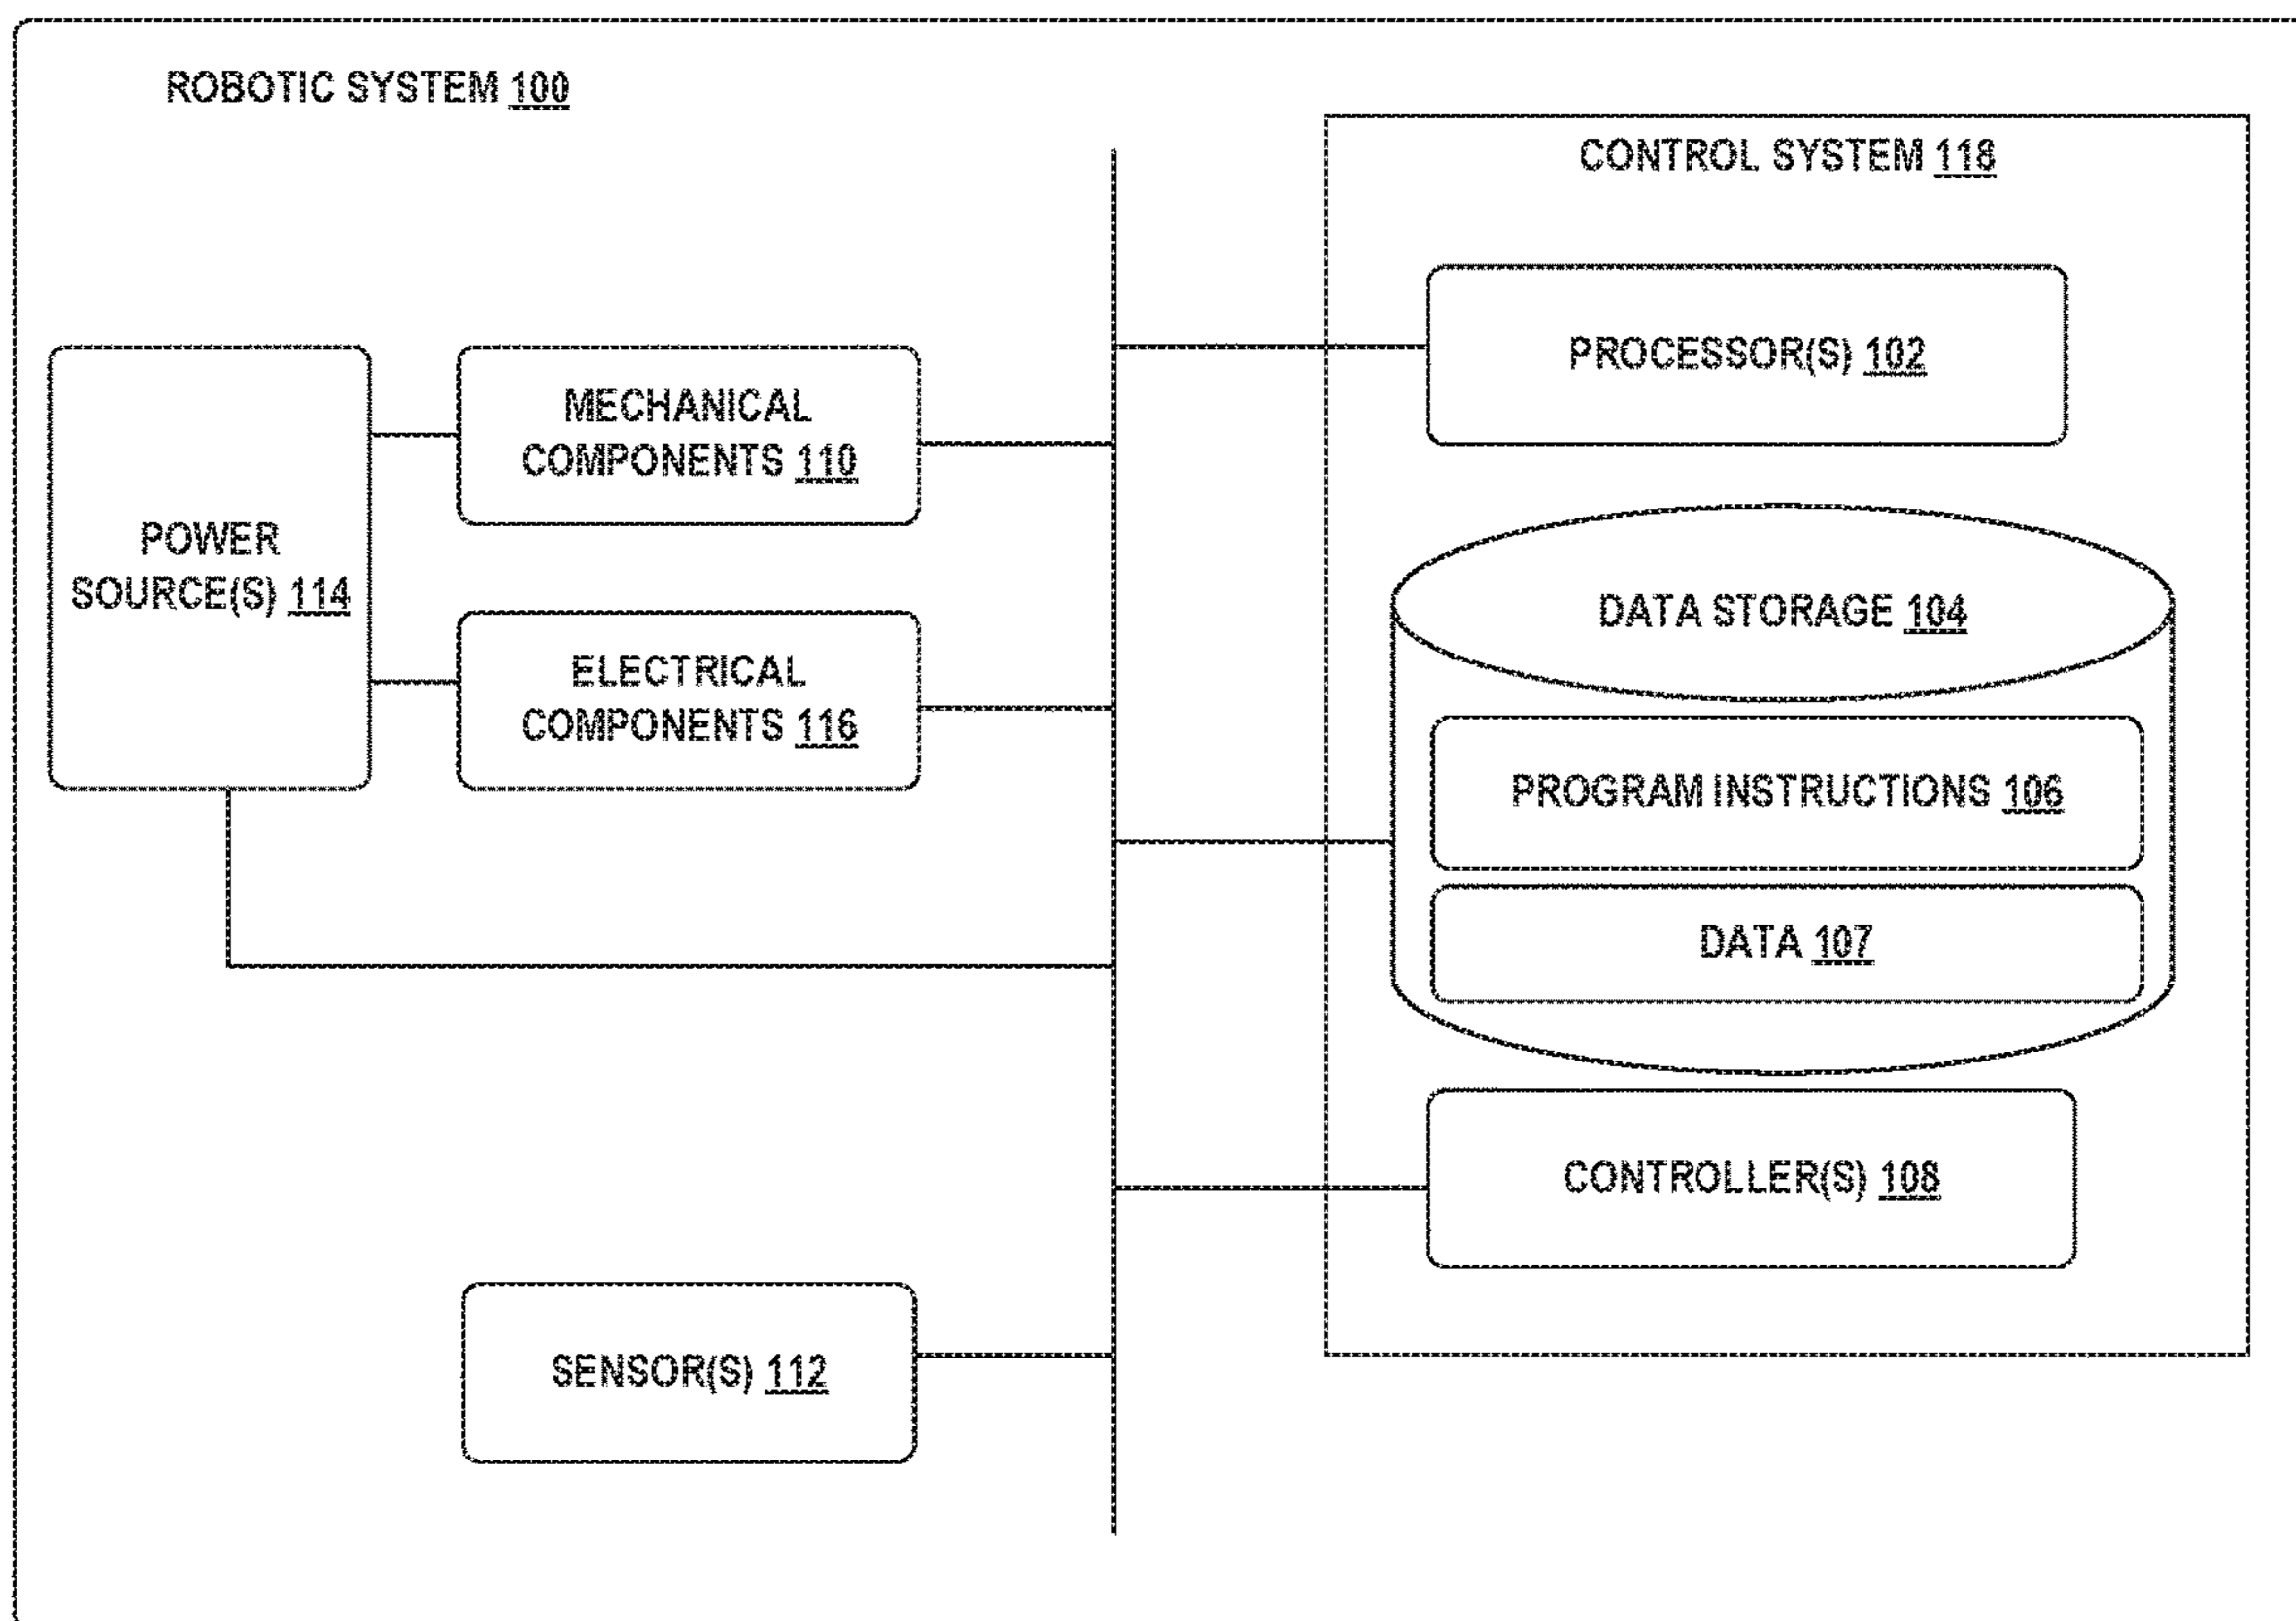 ROBOTIC SYSTEM 100
CONTROL SYSTEM 118
PROCESSOR(S) 102
MECHANICAL
COMPONENTS 110
POWER
SOURCE(S) 114
DATA STORAGE 104
ELECTRICAL
COMPONENTS 116
PROGRAM INSTRUCTIONS 106
DATA 107
CONTROLLER(S) 108
SENSOR(S) 112